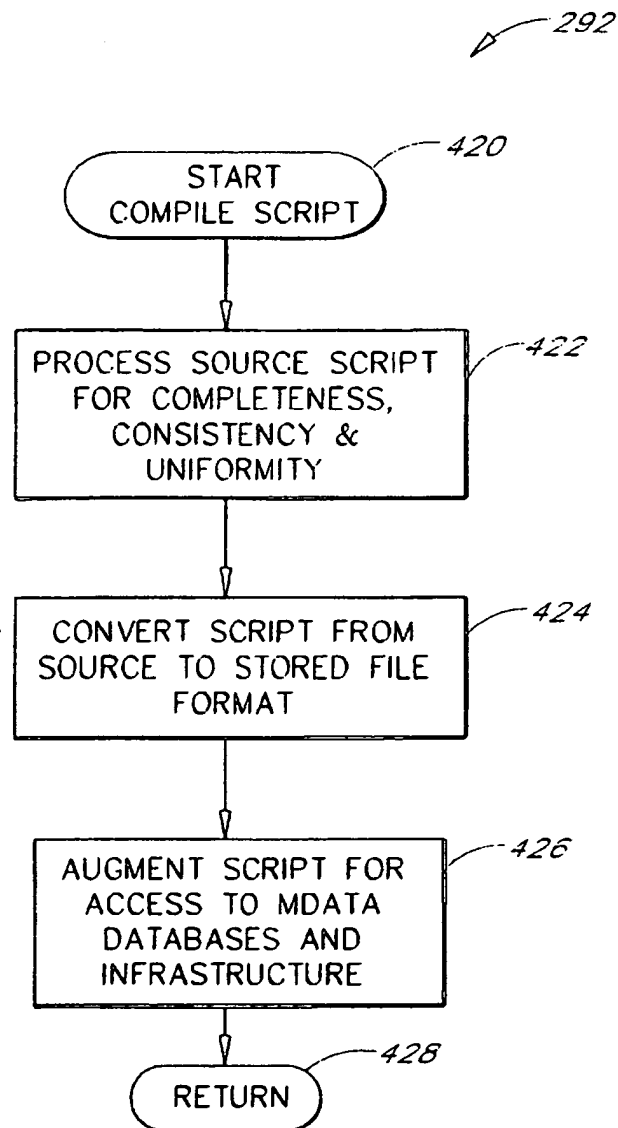 292
420
START
COMPILE SCRIPT
422
PROCESS SOURCE SCRIPT
FOR COMPLETENESS,
CONSISTENCY &
UNIFORMITY
424
CONVERT SCRIPT FROM
SOURCE TO STORED FILE
FORMAT
426
AUGMENT SCRIPT FOR
ACCESS TO MDATA
DATABASES AND
INFRASTRUCTURE
428
RETURN